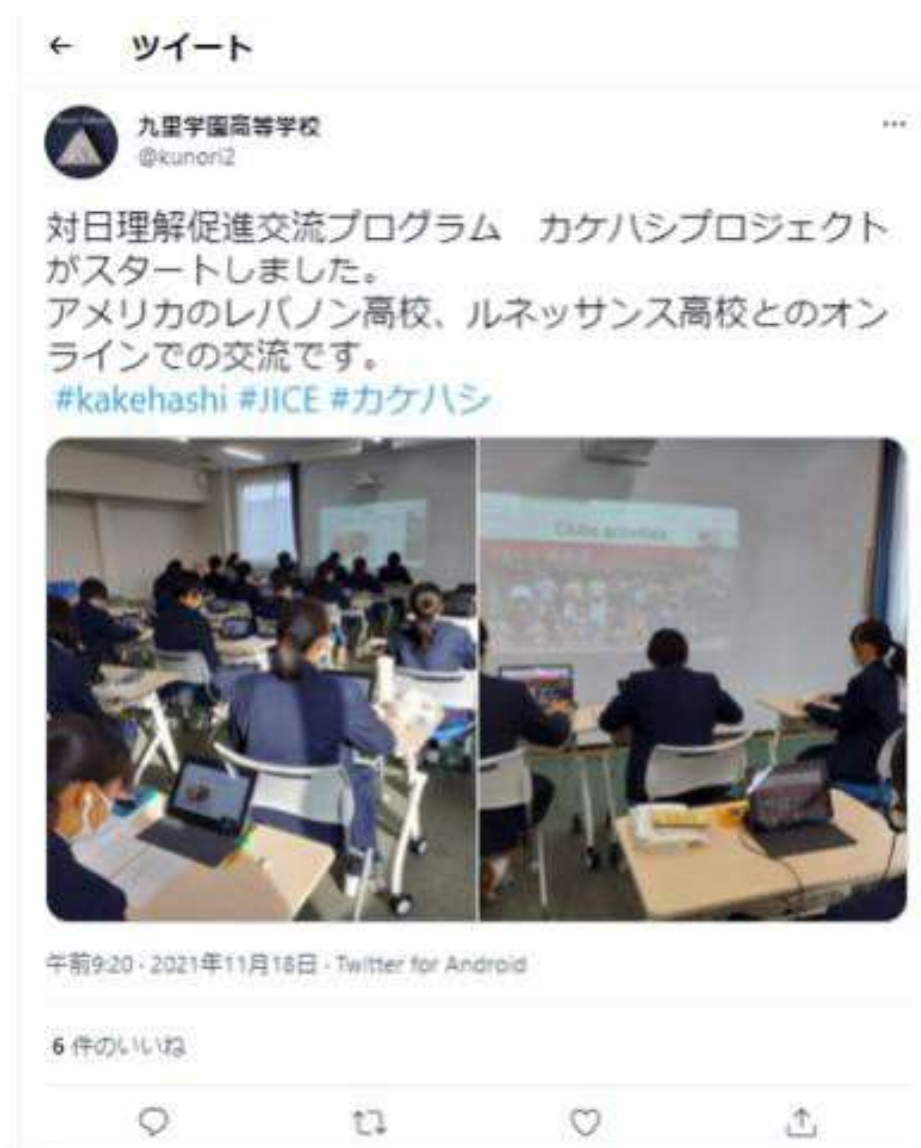 ← ツイート
九里学園高等学校
@kunori2
対日理解促進交流プログラム　カケハシプロジェクト
がスタートしました。
アメリカのレバノン高校、ルネッサンス高校とのオン
ラインでの交流です。
#kakehashi #JICE #カケハシ
Clubs activities
午前9:20 · 2021年11月18日 · Twitter for Android
6 件のいいね